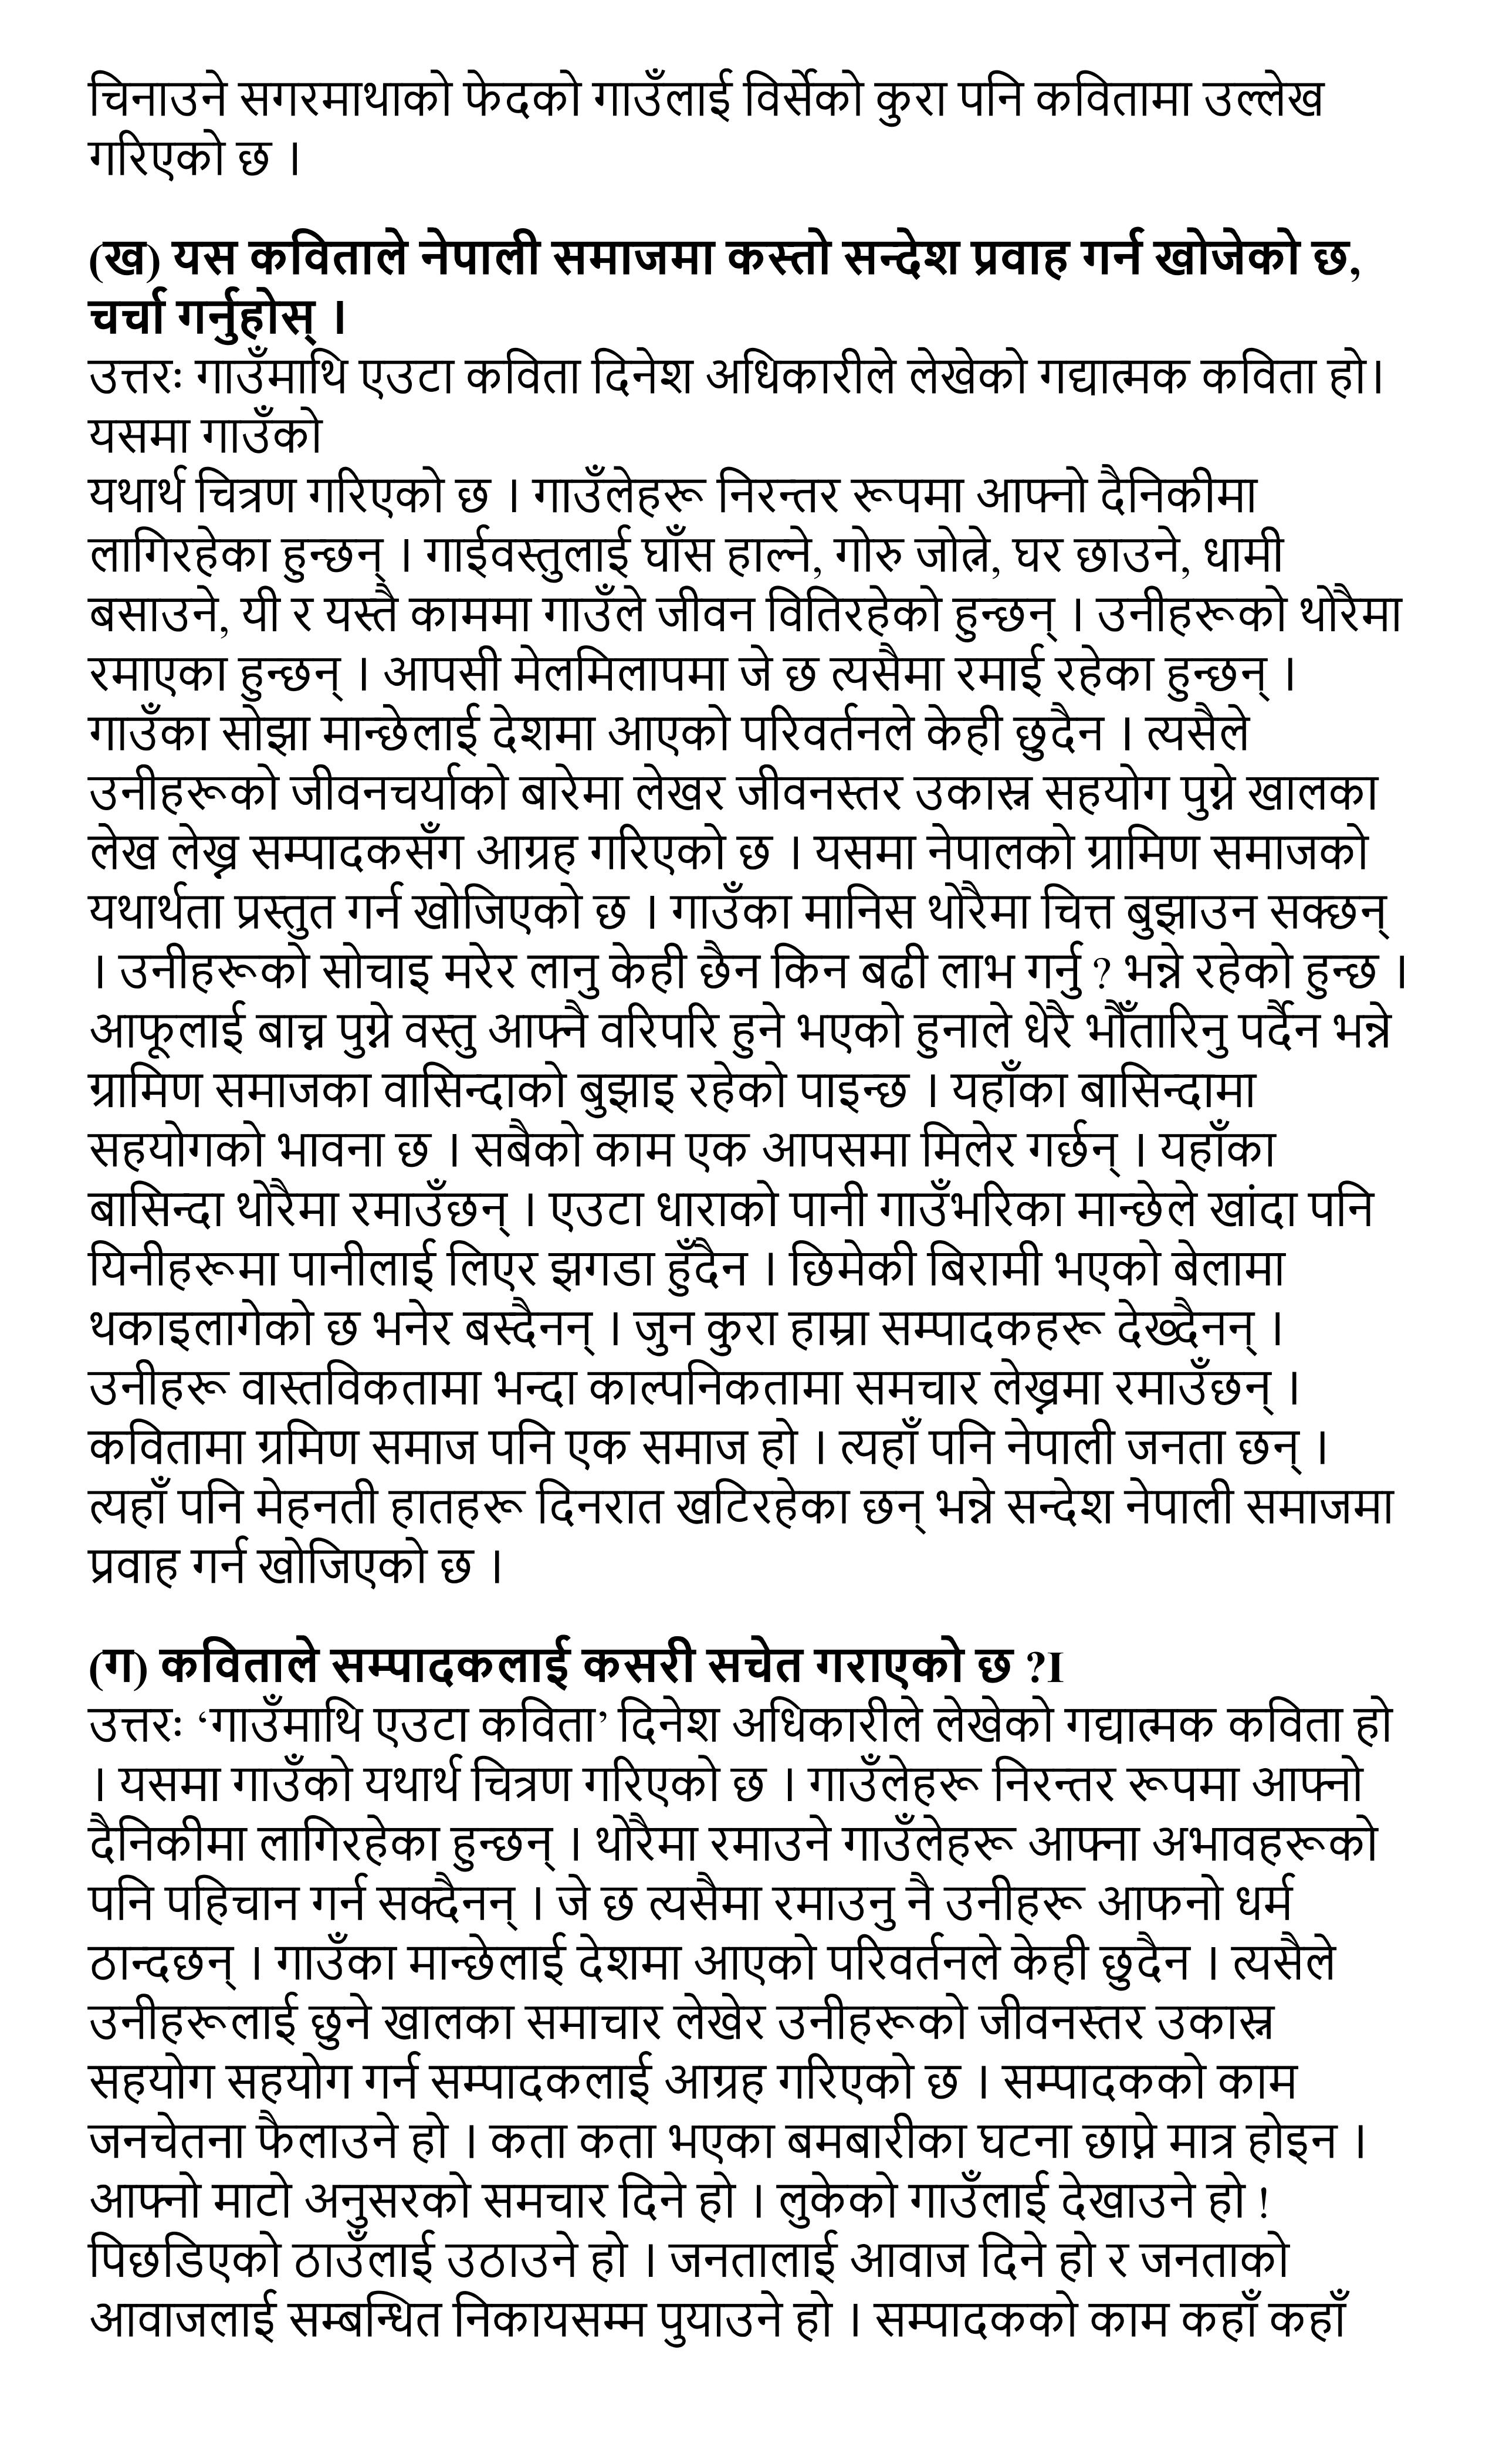 चिनाउने सगरमाथाको फेदको गाउँलाई विर्सेको कुरा पनि कवितामा उल्लेख
गरिएको छ ।
(ख) यस कविताले नेपाली समाजमा कस्तो सन्देश प्रवाह गर्न खोजेको छ,
चर्चा गर्नुहोस् ।
उत्तरः गाउँमाथि एउटा कविता दिनेश अधिकारीले लेखेको गद्यात्मक कविता हो।
यसमा गाउँको
यथार्थ चित्रण गरिएको छ । गाउँलेहरू निरन्तर रूपमा आफ्नो दैनिकीमा
लागिरहेका हुन्छन् । गाईवस्तुलाई घाँस हाल्ने, गोरु जोत्ने, घर छाउने, धामी
बसाउने, यी र यस्तै काममा गाउँले जीवन वितिरहेको हुन्छन् । उनीहरूको थोरैमा
रमाएका हुन्छन् । आपसी मेलमिलापमा जे छ त्यसैमा रमाई रहेका हुन्छन् ।
गाउँका सोझा मान्छेलाई देशमा आएको परिवर्तनले केही छुदैन । त्यसैले
उनीहरूको जीवनचर्याको बारेमा लेखर जीवनस्तर उकास्न सहयोग पुग्ने खालका
लेख लेख्न सम्पादकसँग आग्रह गरिएको छ । यसमा नेपालको ग्रामिण समाजको
यथार्थता प्रस्तुत गर्न खोजिएको छ । गाउँका मानिस थोरैमा चित्त बुझाउन सक्छन्
। उनीहरूको सोचाइ मरेर लानु केही छैन किन बढी लाभ गर्नु ? भन्ने रहेको हुन्छ ।
आफूलाई बाच्न पुग्ने वस्तु आफ्नै वरिपरि हुने भएको हुनाले धेरै भौँतारिनु पर्दैन भन्ने
ग्रामिण समाजका वासिन्दाको बुझाइ रहेको पाइन्छ । यहाँका बासिन्दामा
सहयोगको भावना छ । सबैको काम एक आपसमा मिलेर गर्छन् । यहाँका
बासिन्दा थोरैमा रमाउँछन् । एउटा धाराको पानी गाउँभरिका मान्छेले खांदा पनि
यिनीहरूमा पानीलाई लिएर झगडा हुँदैन । छिमेकी बिरामी भएको बेलामा
थकाइलागेको छ भनेर बस्दैनन् । जुन कुरा हाम्रा सम्पादकहरू देख्दैनन् ।
उनीहरू वास्तविकतामा भन्दा काल्पनिकतामा समचार लेख्नमा रमाउँछन् ।
कवितामा ग्रमिण समाज पनि एक समाज हो । त्यहाँ पनि नेपाली जनता छन् ।
त्यहाँ पनि मेहनती हातहरू दिनरात खटिरहेका छन् भन्ने सन्देश नेपाली समाजमा
प्रवाह गर्न खोजिएको छ ।
(ग) कविताले सम्पादकलाई कसरी सचेत गराएको छ ?I
उत्तरः ‘गाउँमाथि एउटा कविता’ दिनेश अधिकारीले लेखेको गद्यात्मक कविता हो
। यसमा गाउँको यथार्थ चित्रण गरिएको छ । गाउँलेहरू निरन्तर रूपमा आफ्नो
दैनिकीमा लागिरहेका हुन्छन् । थोरैमा रमाउने गाउँलेहरू आफ्ना अभावहरूको
पनि पहिचान गर्न सक्दैनन् । जे छ त्यसैमा रमाउनु नै उनीहरू आफनो धर्म
ठान्दछन् । गाउँका मान्छेलाई देशमा आएको परिवर्तनले केही छुदैन । त्यसैले
उनीहरूलाई छुने खालका समाचार लेखेर उनीहरूको जीवनस्तर उकास्न
सहयोग सहयोग गर्न सम्पादकलाई आग्रह गरिएको छ । सम्पादकको काम
जनचेतना फैलाउने हो । कता कता भएका बमबारीका घटना छाप्ने मात्र होइन ।
आफ्नो माटो अनुसरको समचार दिने हो । लुकेको गाउँलाई देखाउने हो !
पिछडिएको ठाउँलाई उठाउने हो । जनतालाई आवाज दिने हो र जनताको
आवाजलाई सम्बन्धित निकायसम्म पुयाउने हो । सम्पादकको काम कहाँ कहाँ